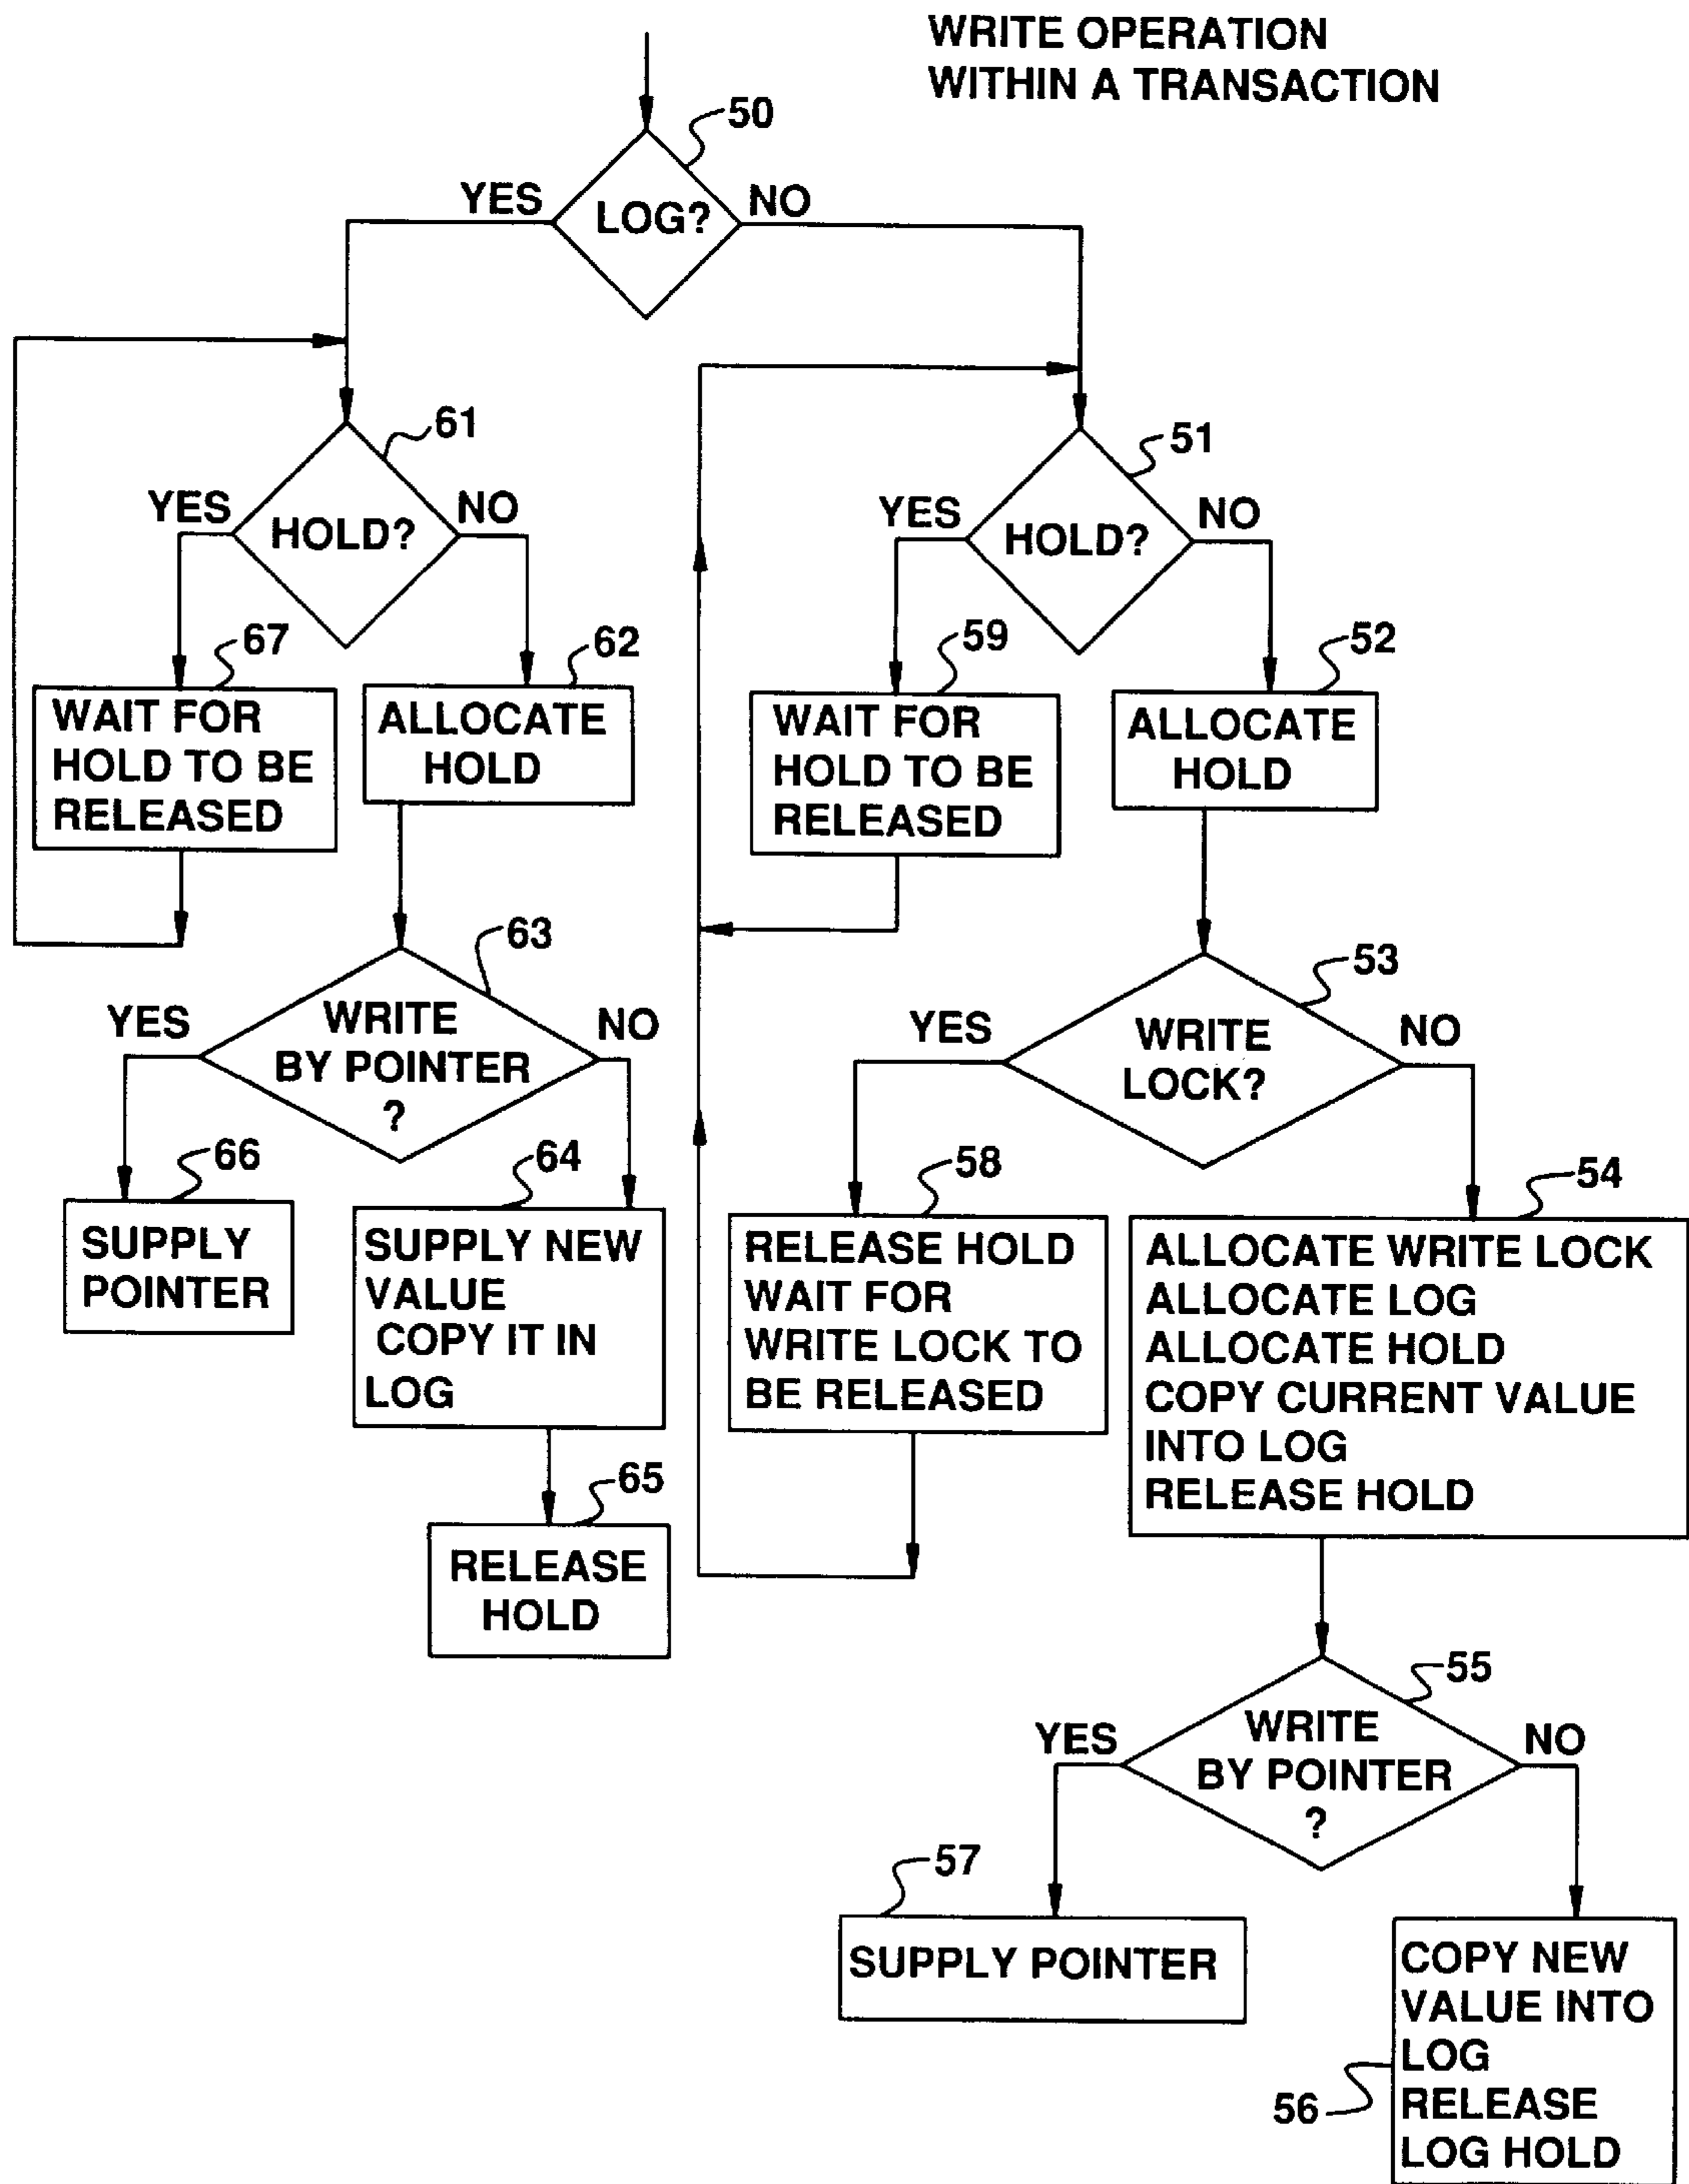 WRITE OPERATION
WITHIN A TRANSACTION
50
YES
LOG?
NO
61
YES
HOLD?
NO
51
YES
HOLD?
NO
67
WAIT FOR
HOLD TO BE
RELEASED
62
ALLOCATE
HOLD
59
WAIT FOR
HOLD TO BE
RELEASED
52
ALLOCATE
HOLD
63
YES
WRITE
BY POINTER
?
NO
53
YES
WRITE
LOCK?
NO
66
SUPPLY
POINTER
64
SUPPLY NEW
VALUE
COPY IT IN
LOG
65
RELEASE
HOLD
58
RELEASE HOLD
WAIT FOR
WRITE LOCK TO
BE RELEASED
54
ALLOCATE WRITE LOCK
ALLOCATE LOG
ALLOCATE HOLD
COPY CURRENT VALUE
INTO LOG
RELEASE HOLD
55
YES
WRITE
BY POINTER
?
NO
57
SUPPLY POINTER
56
COPY NEW
VALUE INTO
LOG
RELEASE
LOG HOLD